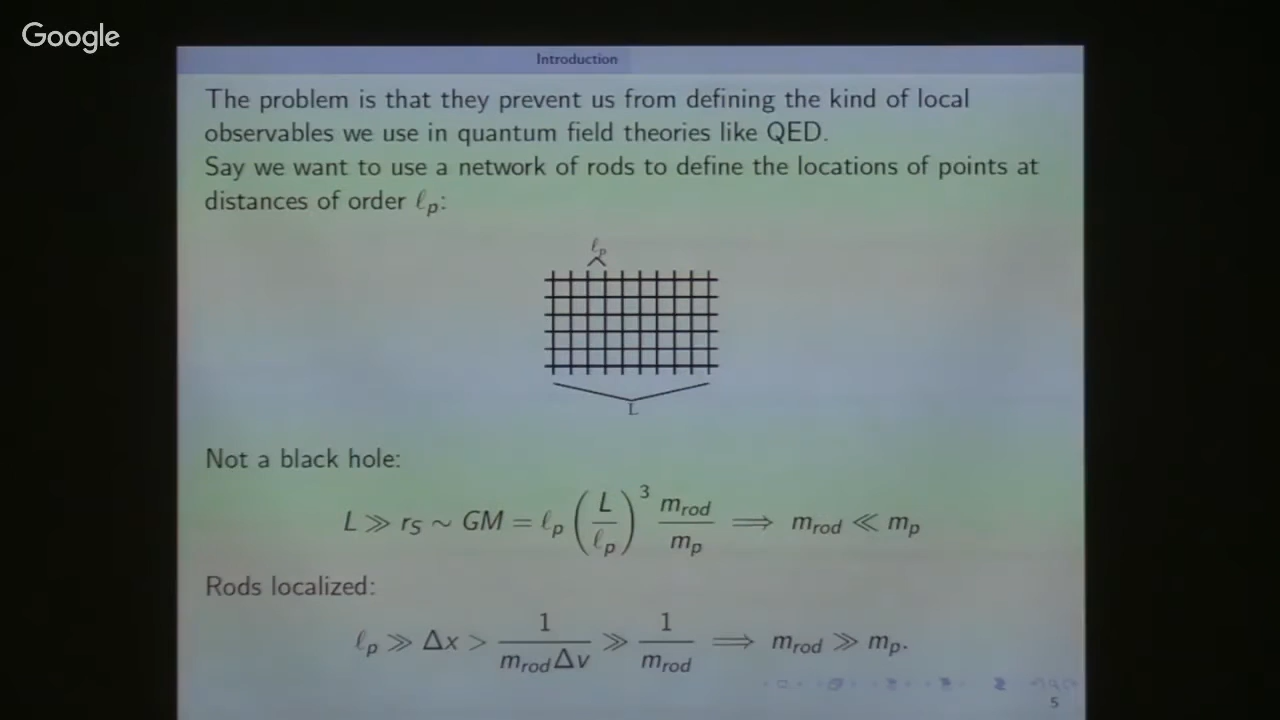 Google
Introduction
The problem is that they prevent us from defining the kind of local
observables we use in quantum field theories like QED.
Say we want to use a network of rods to define the locations of points at
distances of order ℓ_p:
ℓ_p
L
Not a black hole:
L ≫ r_S ∼ GM = ℓ_p (L/ℓ_p)^3 m_rod/m_p ⟹ m_rod ≪ m_p
Rods localized:
ℓ_p ≫ Δx > 1/(m_rod Δv) ≫ 1/m_rod ⟹ m_rod ≫ m_p.
5